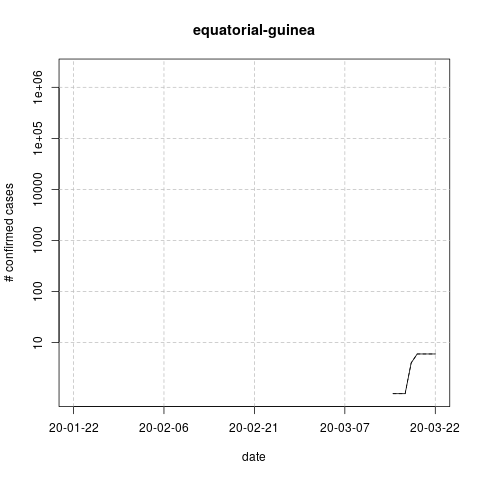 equatorial-guinea
# confirmed cases
1e+06
1e+05
10000
1000
100
10
20-01-22 20-02-06 20-02-21 20-03-07 20-03-22
date